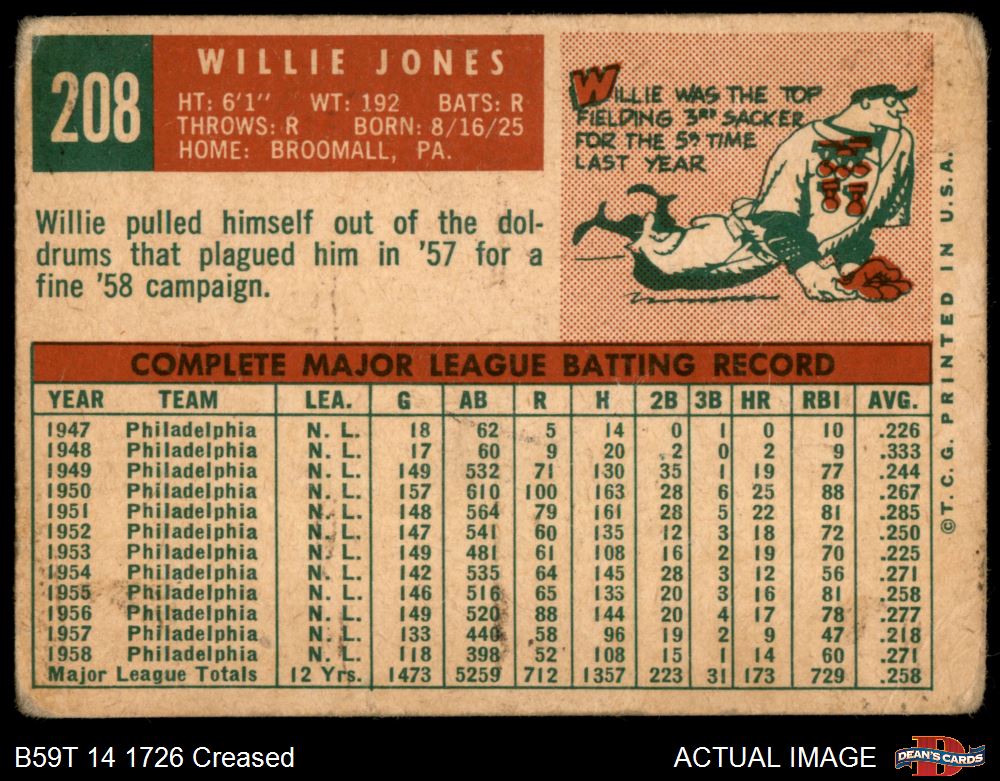 208
WILLIE JONES
HT: 6'1" WT: 192 BATS: R
THROWS: R BORN: 8/16/25
HOME: BROOMALL, PA.
WILLIE WAS THE TOP
FIELDING 3RD SACKER
FOR THE 5th TIME
LAST YEAR
Willie pulled himself out of the dol-
drums that plagued him in '57 for a
fine '58 campaign.
©T. C. G. PRINTED IN U.S.A.
COMPLETE MAJOR LEAGUE BATTING RECORD
YEAR TEAM LEA. G AB R H 2B 3B HR RBI AVG.
1947 Philadelphia N. L. 18 62 5 14 0 1 0 10 .226
1948 Philadelphia N. L. 17 60 9 20 2 0 2 9 .333
1949 Philadelphia N. L. 149 532 71 130 35 1 19 77 .244
1950 Philadelphia N. L. 157 610 100 163 28 6 25 88 .267
1951 Philadelphia N. L. 148 564 79 161 28 5 22 81 .285
1952 Philadelphia N. L. 147 541 60 135 12 3 18 72 .250
1953 Philadelphia N. L. 149 481 61 108 16 2 19 70 .225
1954 Philadelphia N. L. 142 535 64 145 28 3 12 56 .271
1955 Philadelphia N. L. 146 516 65 133 20 3 16 81 .258
1956 Philadelphia N. L. 149 520 88 144 20 4 17 78 .277
1957 Philadelphia N. L. 133 440 58 96 19 2 9 47 .218
1958 Philadelphia N. L. 118 398 52 108 15 1 14 60 .271
Major League Totals 12 Yrs. 1473 5259 712 1357 223 31 173 729 .258
B59T 14 1726 Creased
ACTUAL IMAGE
DEAN'S CARDS